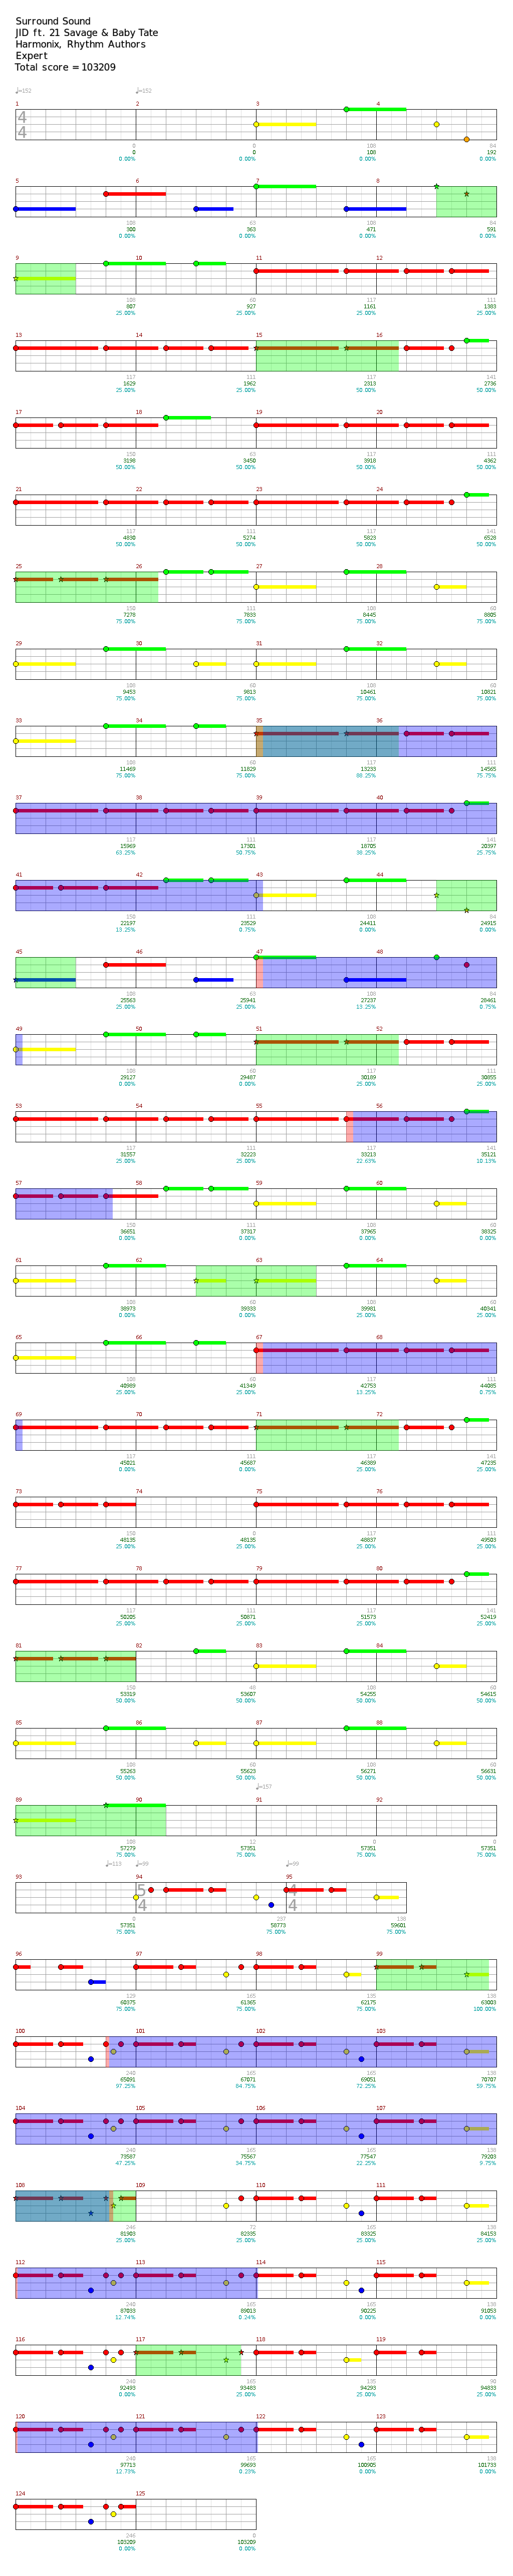 Surround Sound
JID ft. 21 Savage & Baby Tate
Harmonix, Rhythm Authors
Expert
Total score = 103209
♩=152 ♩=152
1 2 3 4
4
4
0 0 108 84
0 0 108 192
0.00% 0.00% 0.00% 0.00%
5 6 7 8
108 63 108 84
300 363 471 591
0.00% 0.00% 0.00% 0.00%
9 10 11 12
108 60 117 111
807 927 1161 1383
25.00% 25.00% 25.00% 25.00%
13 14 15 16
117 111 117 141
1629 1962 2313 2736
25.00% 25.00% 50.00% 50.00%
17 18 19 20
150 63 117 111
3198 3450 3918 4362
50.00% 50.00% 50.00% 50.00%
21 22 23 24
117 111 117 141
4830 5274 5823 6528
50.00% 50.00% 50.00% 50.00%
25 26 27 28
150 111 108 60
7278 7833 8445 8805
75.00% 75.00% 75.00% 75.00%
29 30 31 32
108 60 108 60
9453 9813 10461 10821
75.00% 75.00% 75.00% 75.00%
33 34 35 36
108 60 117 111
11469 11829 13233 14565
75.00% 75.00% 88.25% 75.75%
37 38 39 40
117 111 117 141
15969 17301 18705 20397
63.25% 50.75% 38.25% 25.75%
41 42 43 44
150 111 108 84
22197 23529 24411 24915
13.25% 0.75% 0.00% 0.00%
45 46 47 48
108 63 108 84
25563 25941 27237 28461
25.00% 25.00% 13.25% 0.75%
49 50 51 52
108 60 117 111
29127 29487 30189 30855
0.00% 0.00% 25.00% 25.00%
53 54 55 56
117 111 117 141
31557 32223 33213 35121
25.00% 25.00% 22.63% 10.13%
57 58 59 60
150 111 108 60
36651 37317 37965 38325
0.00% 0.00% 0.00% 0.00%
61 62 63 64
108 60 108 60
38973 39333 39981 40341
0.00% 0.00% 25.00% 25.00%
65 66 67 68
108 60 117 111
40989 41349 42753 44085
25.00% 25.00% 13.25% 0.75%
69 70 71 72
117 111 117 141
45021 45687 46389 47235
0.00% 0.00% 25.00% 25.00%
73 74 75 76
150 0 117 111
48135 48135 48837 49503
25.00% 25.00% 25.00% 25.00%
77 78 79 80
117 111 117 141
50205 50871 51573 52419
25.00% 25.00% 25.00% 25.00%
81 82 83 84
150 48 108 60
53319 53607 54255 54615
50.00% 50.00% 50.00% 50.00%
85 86 87 88
108 60 108 60
55263 55623 56271 56631
50.00% 50.00% 50.00% 50.00%
♩=157
89 90 91 92
108 12 0 0
57279 57351 57351 57351
75.00% 75.00% 75.00% 75.00%
♩=113 ♩=99 ♩=99
93 94 95
5 4
4 4
0 237 138
57351 58773 59601
75.00% 75.00% 75.00%
96 97 98 99
129 165 135 138
60375 61365 62175 63003
75.00% 75.00% 75.00% 100.00%
100 101 102 103
240 165 165 138
65091 67071 69051 70707
97.25% 84.75% 72.25% 59.75%
104 105 106 107
240 165 165 138
73587 75567 77547 79203
47.25% 34.75% 22.25% 9.75%
108 109 110 111
246 72 165 138
81903 82335 83325 84153
25.00% 25.00% 25.00% 25.00%
112 113 114 115
240 165 165 138
87033 89013 90225 91053
12.74% 0.24% 0.00% 0.00%
116 117 118 119
240 165 135 90
92493 93483 94293 94833
0.00% 25.00% 25.00% 25.00%
120 121 122 123
240 165 165 138
97713 99693 100905 101733
12.73% 0.23% 0.00% 0.00%
124 125
246 0
103209 103209
0.00% 0.00%